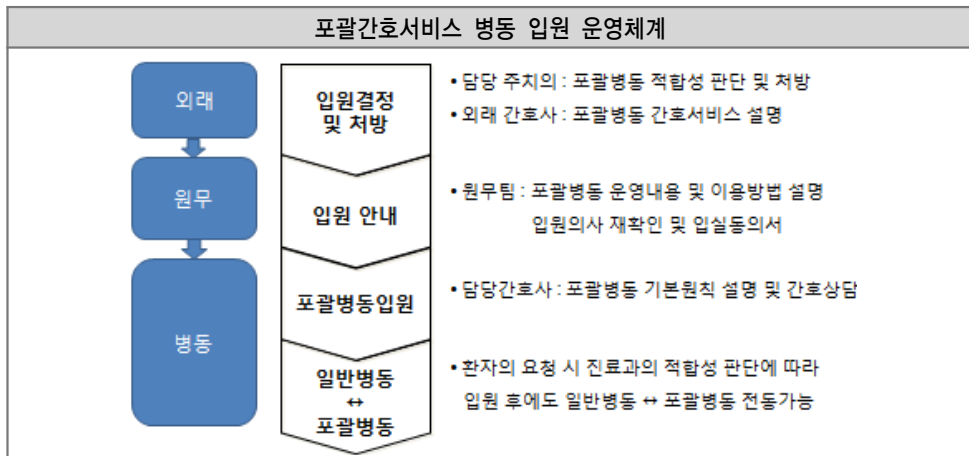 포괄간호서비스 병동 입원 운영체계
외래
입원결정
및 처방
• 담당 주치의 : 포괄병동 적합성 판단 및 처방
• 외래 간호사 : 포괄병동 간호서비스 설명
원무
입원 안내
• 원무팀 : 포괄병동 운영내용 및 이용방법 설명
입원의사 재확인 및 입실동의서
병동
포괄병동입원
• 담당간호사 : 포괄병동 기본원칙 설명 및 간호상담
일반병동
↔
포괄병동
• 환자의 요청 시 진료과의 적합성 판단에 따라
입원 후에도 일반병동 ↔ 포괄병동 전동가능